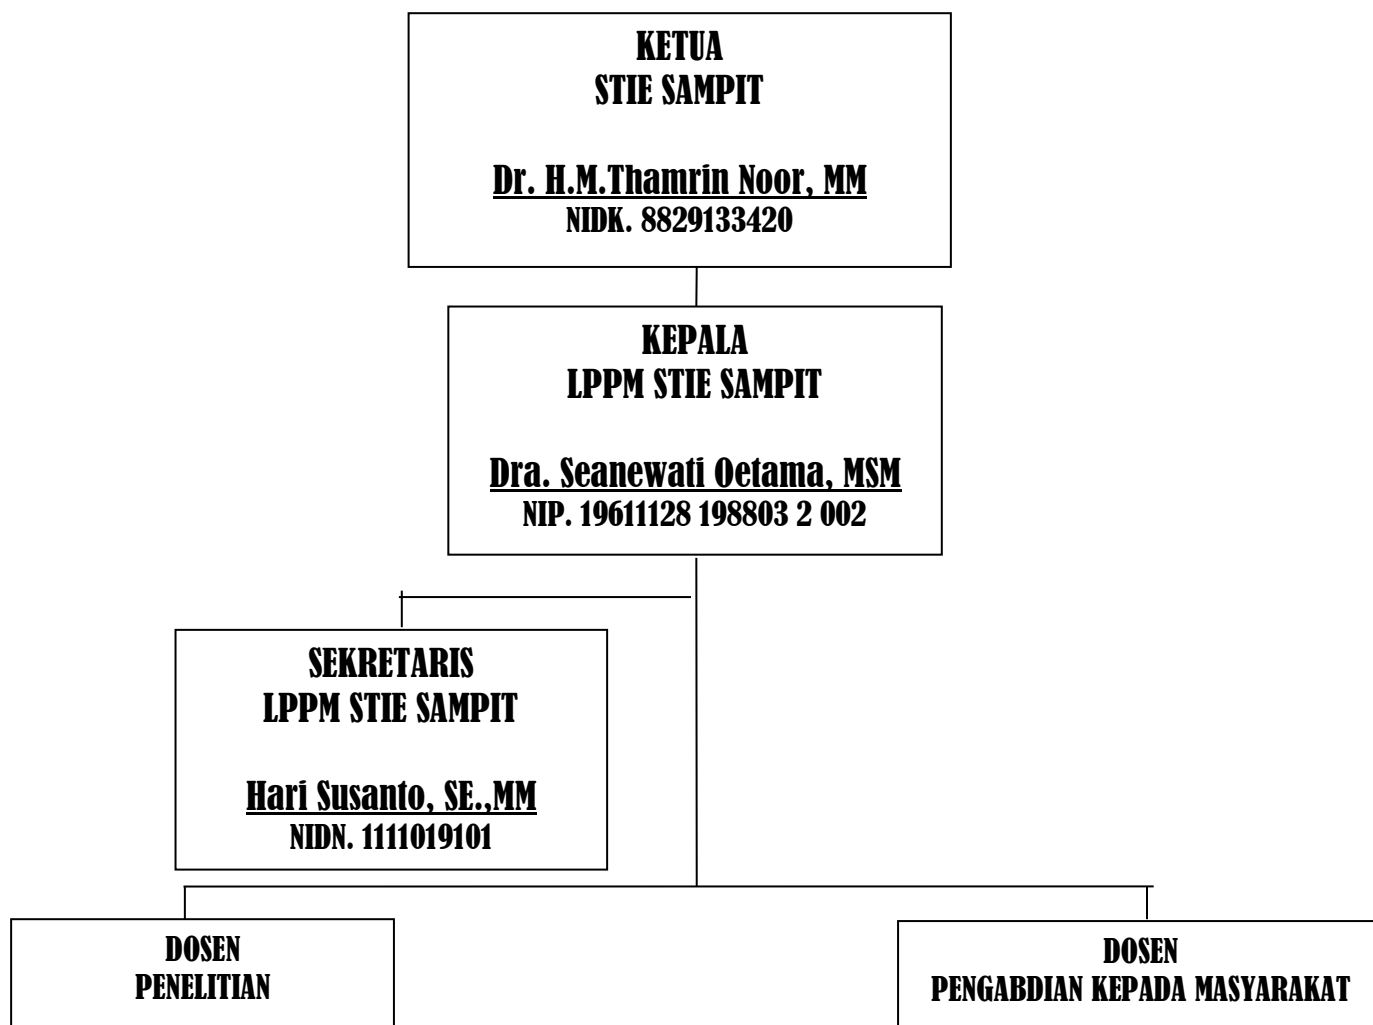 KETUA
STIE SAMPIT
Dr. H.M.Thamrin Noor, MM
NIDK. 8829133420
KEPALA
LPPM STIE SAMPIT
Dra. Seanewati Oetama, MSM
NIP. 19611128 198803 2 002
SEKRETARIS
LPPM STIE SAMPIT
Hari Susanto, SE.,MM
NIDN. 1111019101
DOSEN
PENELITIAN
DOSEN
PENGABDIAN KEPADA MASYARAKAT